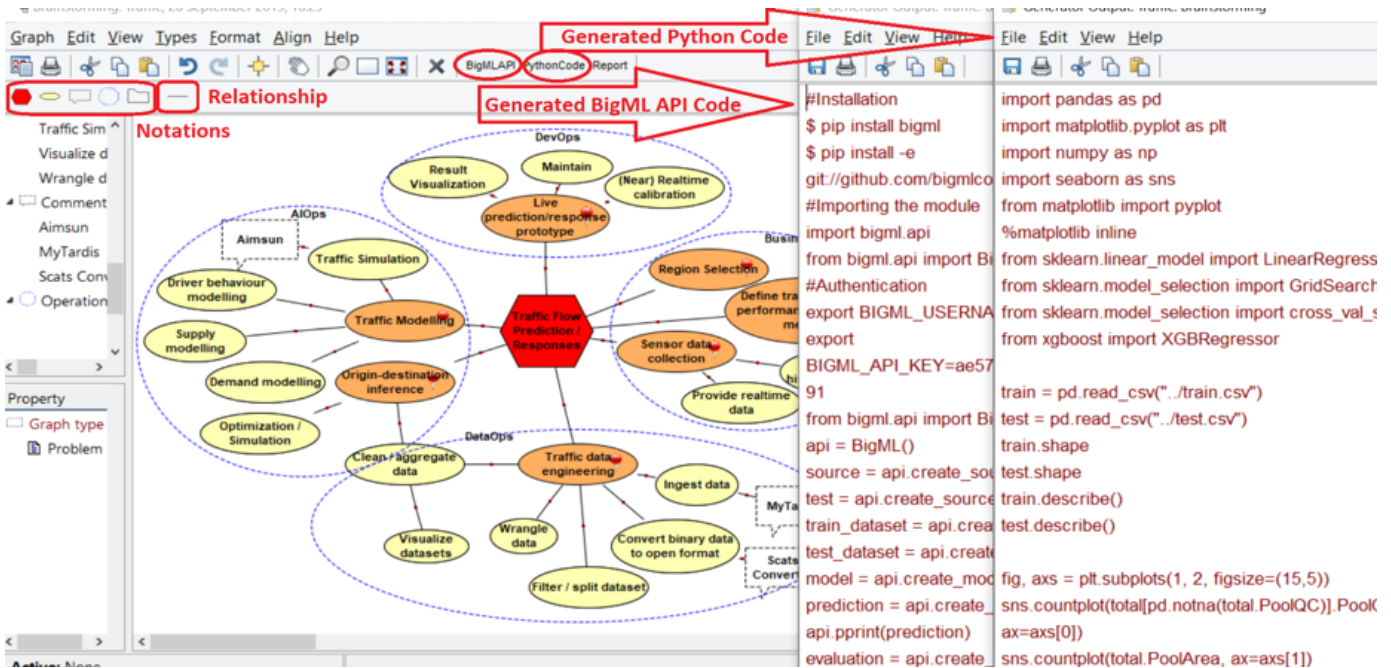 Graph Edit View Types Format Align Help
BigMLAPI PythonCode Report
Relationship
Notations
Generated Python Code
Generated BigML API Code
Traffic Sim
Visualize d
Wrangle d
Comment
Aimsun
MyTardis
Scats Conv
Operation
Property
Graph type
Problem
DevOps
Result
Visualization
Maintain
(Near) Realtime
calibration
Live
prediction/response
prototype
AIOps
Aimsun
Traffic Simulation
Driver behaviour
modelling
Traffic Modelling
Supply
modelling
Demand modelling
Origin-destination
inference
Optimization /
Simulation
Traffic Flow
Prediction /
Responses
Busin
Region Selection
Define tra
performan
me
Sensor data
collection
hi
Provide realtime
data
DataOps
Clean / aggregate
data
Traffic data
engineering
Ingest data
MyTa
Visualize
datasets
Wrangle
data
Convert binary data
to open format
Scats
Convert
Filter / split dataset
File Edit View Help
#Installation
$ pip install bigml
$ pip install -e
git://github.com/bigmlco
#Importing the module
import bigml.api
from bigml.api import Bi
#Authentication
export BIGML_USERNA
export
BIGML_API_KEY=ae57
91
from bigml.api import Bi
api = BigML()
source = api.create_sou
test = api.create_source
train_dataset = api.crea
test_dataset = api.create
model = api.create_mod
prediction = api.create_
api.pprint(prediction)
evaluation = api.create_
File Edit View Help
import pandas as pd
import matplotlib.pyplot as plt
import numpy as np
import seaborn as sns
from matplotlib import pyplot
%matplotlib inline
from sklearn.linear_model import LinearRegress
from sklearn.model_selection import GridSearch
from sklearn.model_selection import cross_val_s
from xgboost import XGBRegressor
train = pd.read_csv("../train.csv")
test = pd.read_csv("../test.csv")
train.shape
test.shape
train.describe()
test.describe()
fig, axs = plt.subplots(1, 2, figsize=(15,5))
sns.countplot(total[pd.notna(total.PoolQC)].PoolQ
ax=axs[0])
sns.countplot(total.PoolArea, ax=axs[1])